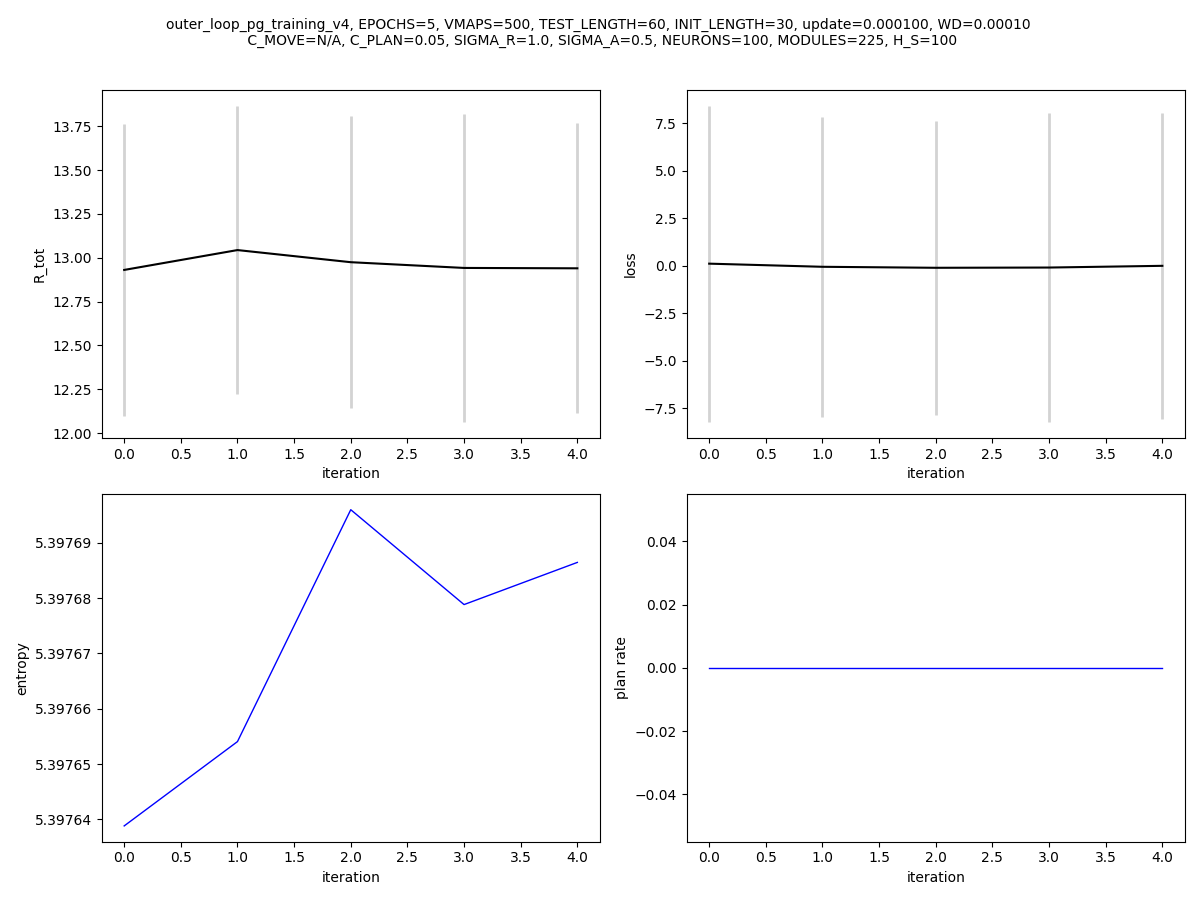 outer_loop_pg_training_v4, EPOCHS=5, VMAPS=500, TEST_LENGTH=60, INIT_LENGTH=30, update=0.000100, WD=0.00010
C_MOVE=N/A, C_PLAN=0.05, SIGMA_R=1.0, SIGMA_A=0.5, NEURONS=100, MODULES=225, H_S=100
13.75
13.50
13.25
13.00
12.75
12.50
12.25
12.00
R_tot
0.0 0.5 1.0 1.5 2.0 2.5 3.0 3.5 4.0
iteration
7.5
5.0
2.5
0.0
−2.5
−5.0
−7.5
loss
0.0 0.5 1.0 1.5 2.0 2.5 3.0 3.5 4.0
iteration
5.39769
5.39768
5.39767
5.39766
5.39765
5.39764
entropy
0.0 0.5 1.0 1.5 2.0 2.5 3.0 3.5 4.0
iteration
0.04
0.02
0.00
−0.02
−0.04
plan rate
0.0 0.5 1.0 1.5 2.0 2.5 3.0 3.5 4.0
iteration